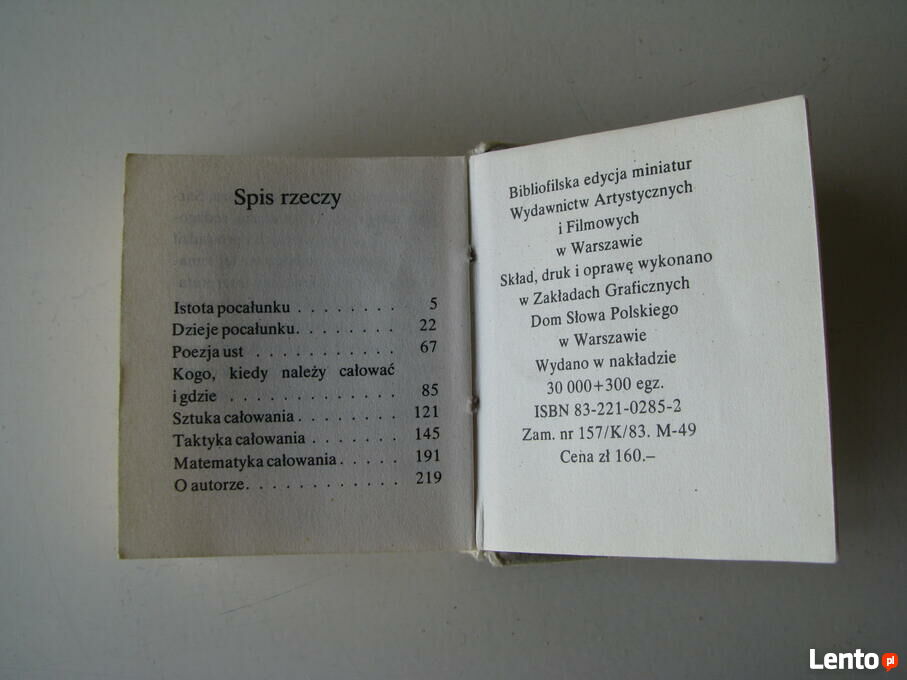 Spis rzeczy
Istota pocałunku . . . . . . . . 5
Dzieje pocałunku. . . . . . . . 22
Poezja ust . . . . . . . . . . . 67
Kogo, kiedy należy całować
i gdzie . . . . . . . . . . . . . 85
Sztuka całowania . . . . . . . . 121
Taktyka całowania . . . . . . . 145
Matematyka całowania . . . . . 191
O autorze. . . . . . . . . . . . 219
Bibliofilska edycja miniatur
Wydawnictw Artystycznych
i Filmowych
w Warszawie
Skład, druk i oprawę wykonano
w Zakładach Graficznych
Dom Słowa Polskiego
w Warszawie
Wydano w nakładzie
30 000+300 egz.
ISBN 83-221-0285-2
Zam. nr 157/K/83. M-49
Cena zł 160.–
Lento.pl